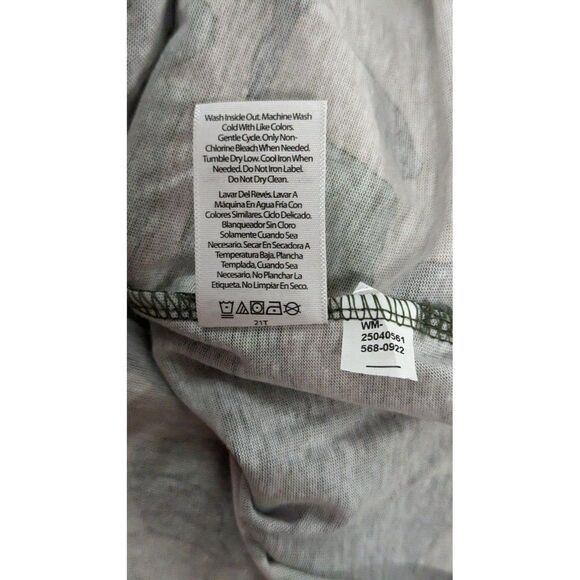 Wash Inside Out. Machine Wash
Cold With Like Colors.
Gentle Cycle. Only Non-
Chlorine Bleach When Needed.
Tumble Dry Low. Cool Iron When
Needed. Do Not Iron Label.
Do Not Dry Clean.
Lavar Del Revés. Lavar A
Máquina En Agua Fría Con
Colores Similares. Ciclo Delicado.
Blanqueador Sin Cloro
Solamente Cuando Sea
Necesario. Secar En Secadora A
Temperatura Baja. Plancha
Templada, Cuando Sea
Necesario. No Planchar La
Etiqueta. No Limpiar En Seco.
21T
WM-
25040561
568-0922